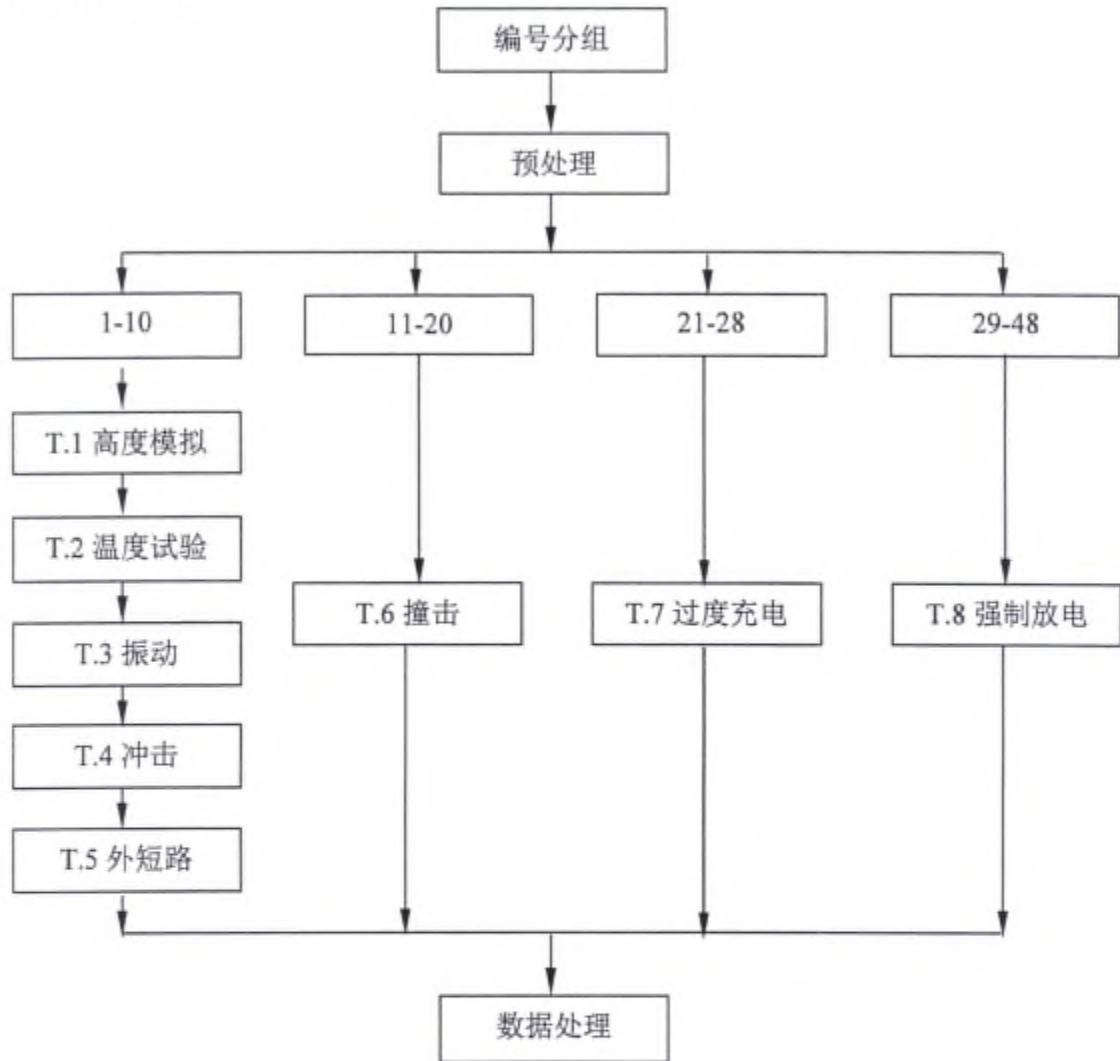 编号分组
预处理
1-10
11-20
21-28
29-48
T.1 高度模拟
T.2 温度试验
T.3 振动
T.4 冲击
T.5 外短路
T.6 撞击
T.7 过度充电
T.8 强制放电
数据处理